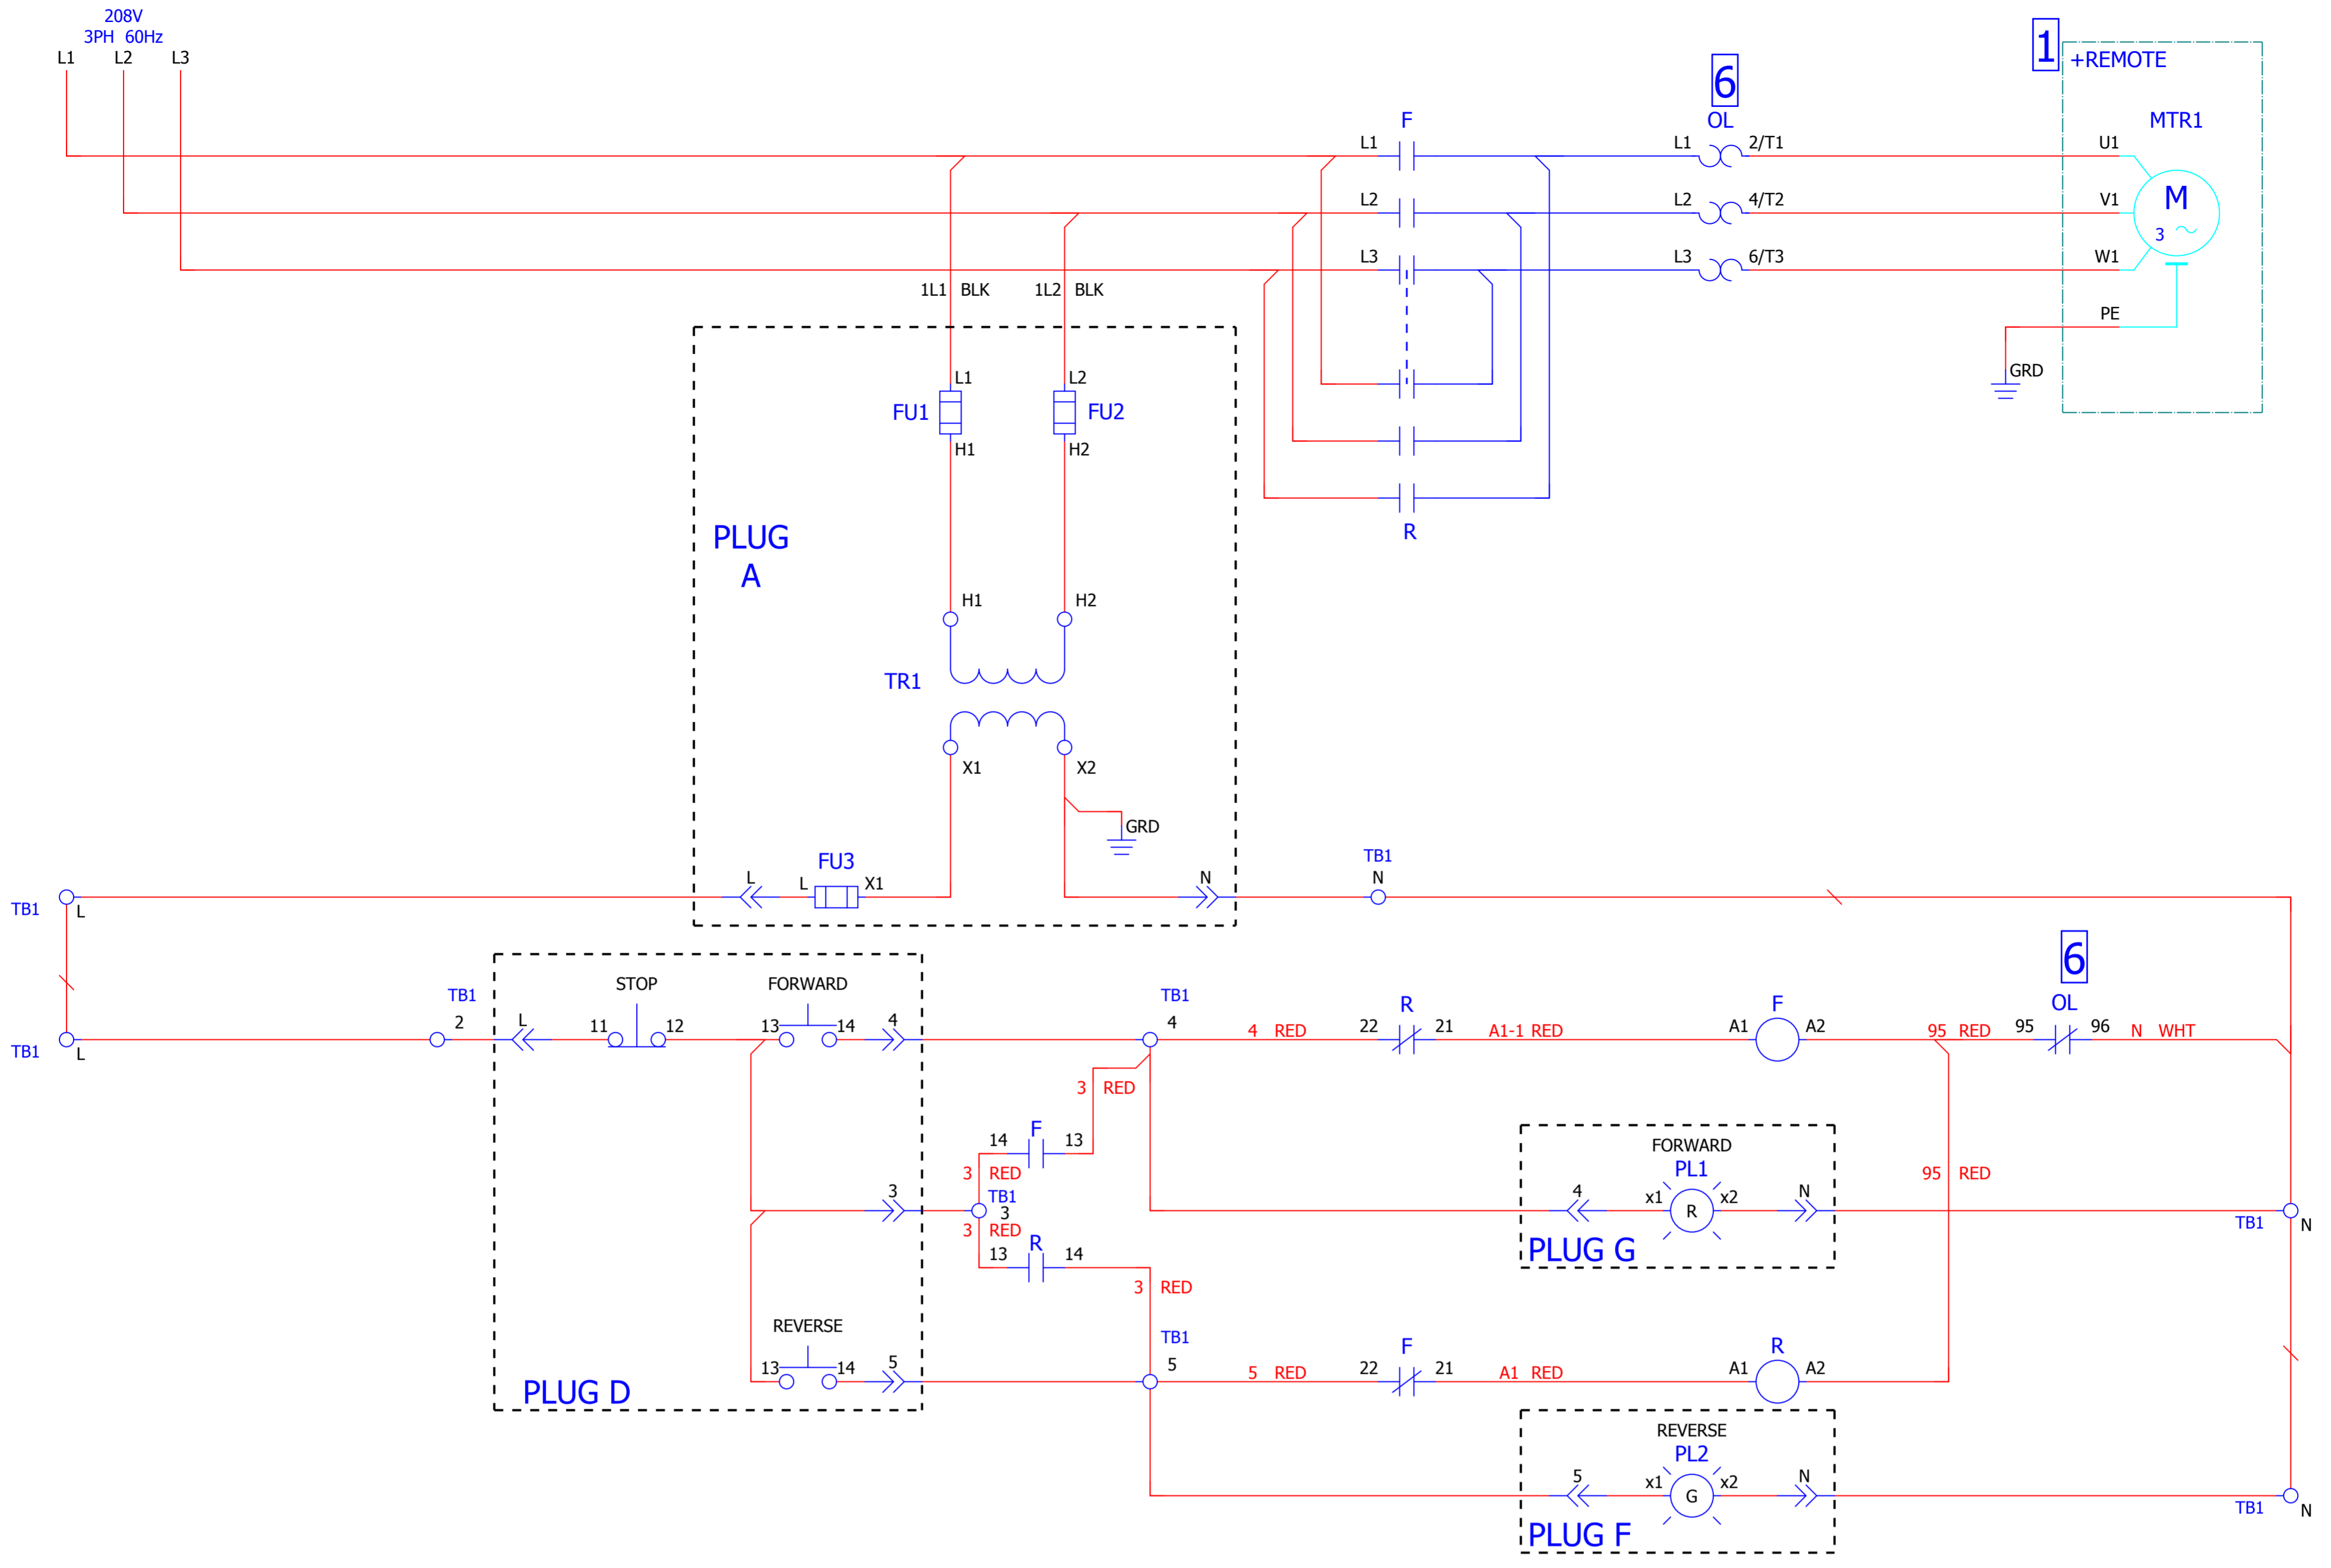 208V
3PH 60Hz
L1 L2 L3
1
+REMOTE
6
F
OL
MTR1
L1
L1 2/T1
U1
M
3
L2
L2 4/T2
V1
L3
L3 6/T3
W1
1L1 BLK
1L2 BLK
PE
GRD
L1
L2
FU1
FU2
H1
H2
R
PLUG
A
H1
H2
TR1
X1
X2
GRD
FU3
L
L
X1
N
TB1
N
TB1
L
6
STOP
FORWARD
TB1
2
L
11
12
13
14
4
TB1
4
4 RED
R
22
21
A1-1 RED
F
A1
A2
95 RED
OL
95
96
N WHT
TB1
L
3 RED
F
14
13
3 RED
TB1
3
3
3 RED
R
13
14
3 RED
FORWARD
PL1
4
x1
R
x2
N
PLUG G
95 RED
TB1
N
REVERSE
13
14
5
PLUG D
TB1
5
5 RED
F
22
21
A1 RED
R
A1
A2
REVERSE
PL2
5
x1
G
x2
N
PLUG F
TB1
N